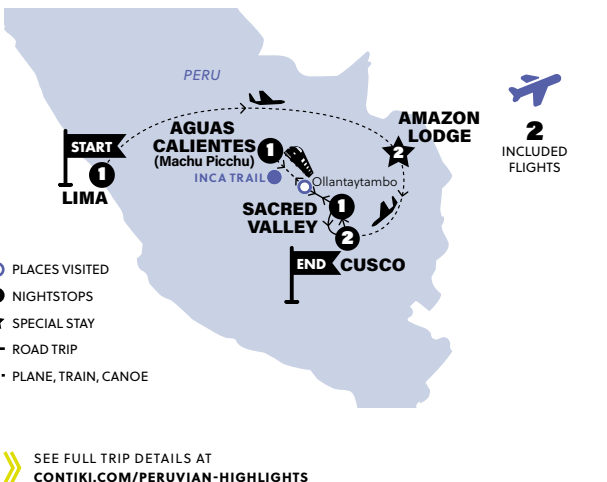 PERU
START
1
LIMA
AGUAS
CALIENTES
(Machu Picchu)
1
INCA TRAIL
Ollantaytambo
AMAZON
LODGE
2
SACRED
VALLEY
1
2
END
CUSCO
2
INCLUDED
FLIGHTS
PLACES VISITED
NIGHTSTOPS
SPECIAL STAY
ROAD TRIP
PLANE, TRAIN, CANOE
SEE FULL TRIP DETAILS AT
CONTIKI.COM/PERUVIAN-HIGHLIGHTS